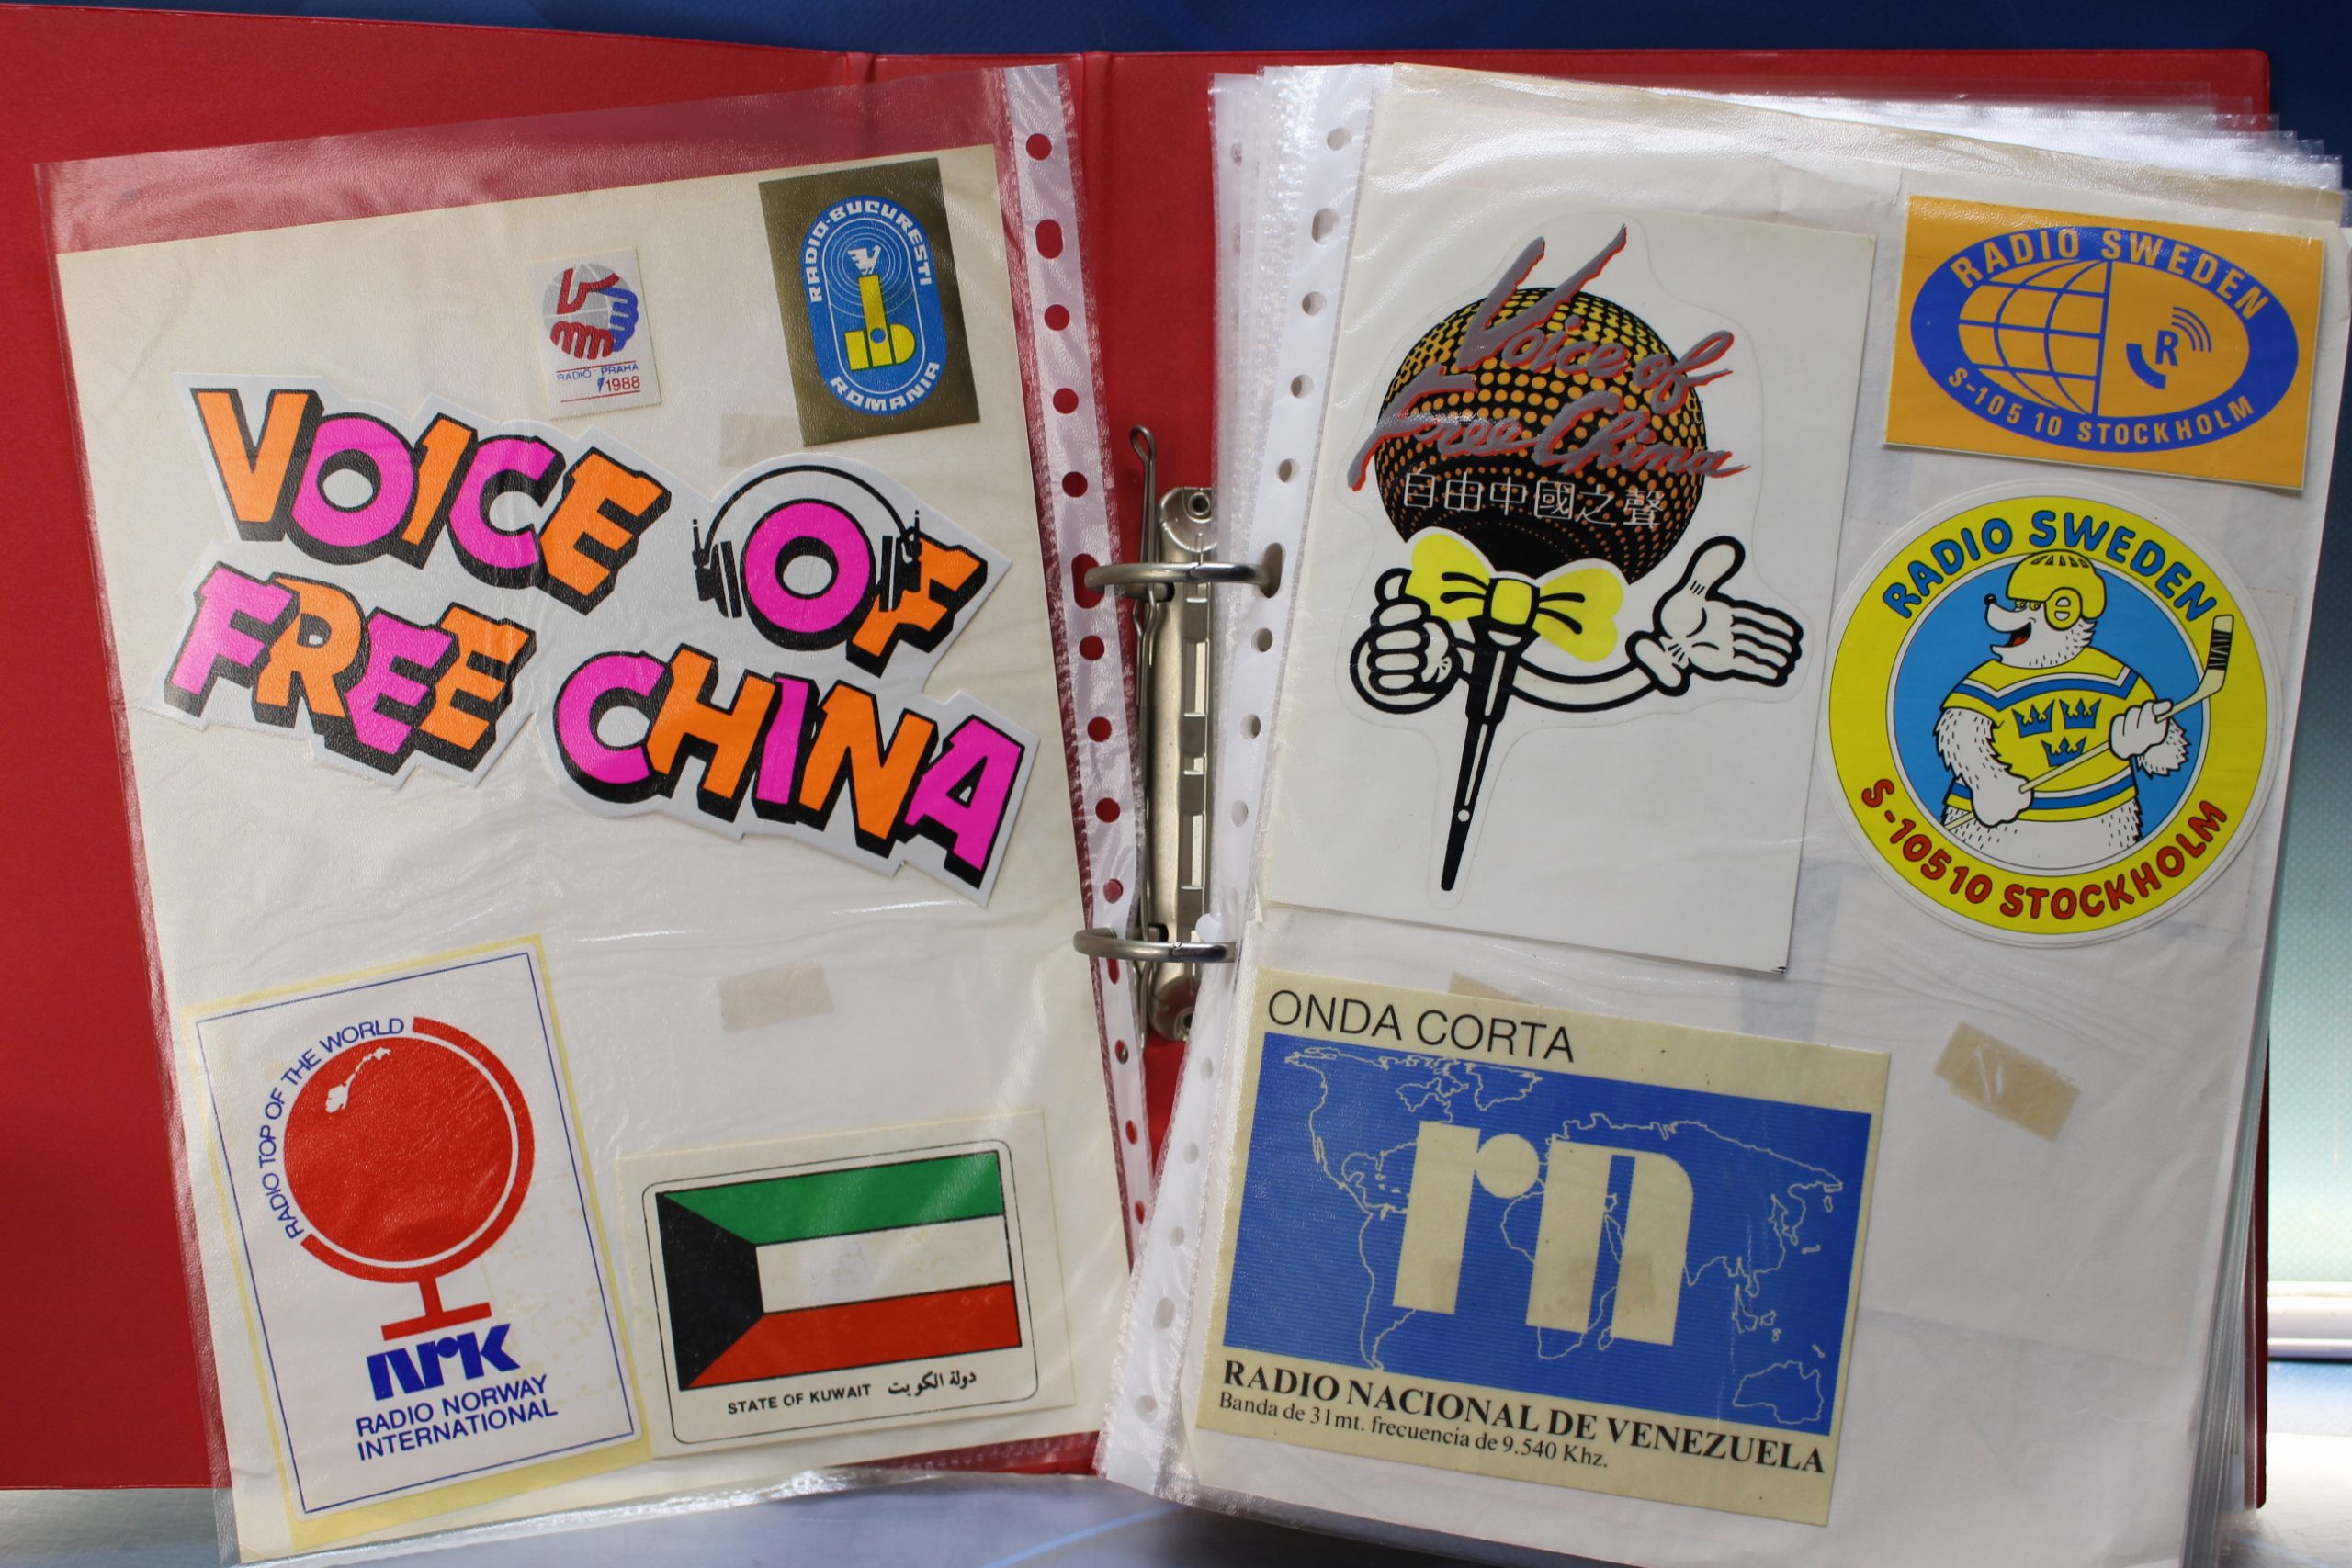 RADIO PRAHA
1988
RADIO·BUCUREȘTI
ROMANIA
VOICE OF
FREE CHINA
RADIO TOP OF THE WORLD
NRK
RADIO NORWAY
INTERNATIONAL
STATE OF KUWAIT دولة الكويت
Voice of
Free China
自由中國之聲
RADIO SWEDEN
R
S-105 10 STOCKHOLM
RADIO SWEDEN
S-105 10 STOCKHOLM
ONDA CORTA
rn
RADIO NACIONAL DE VENEZUELA
Banda de 31mt. frecuencia de 9.540 Khz.